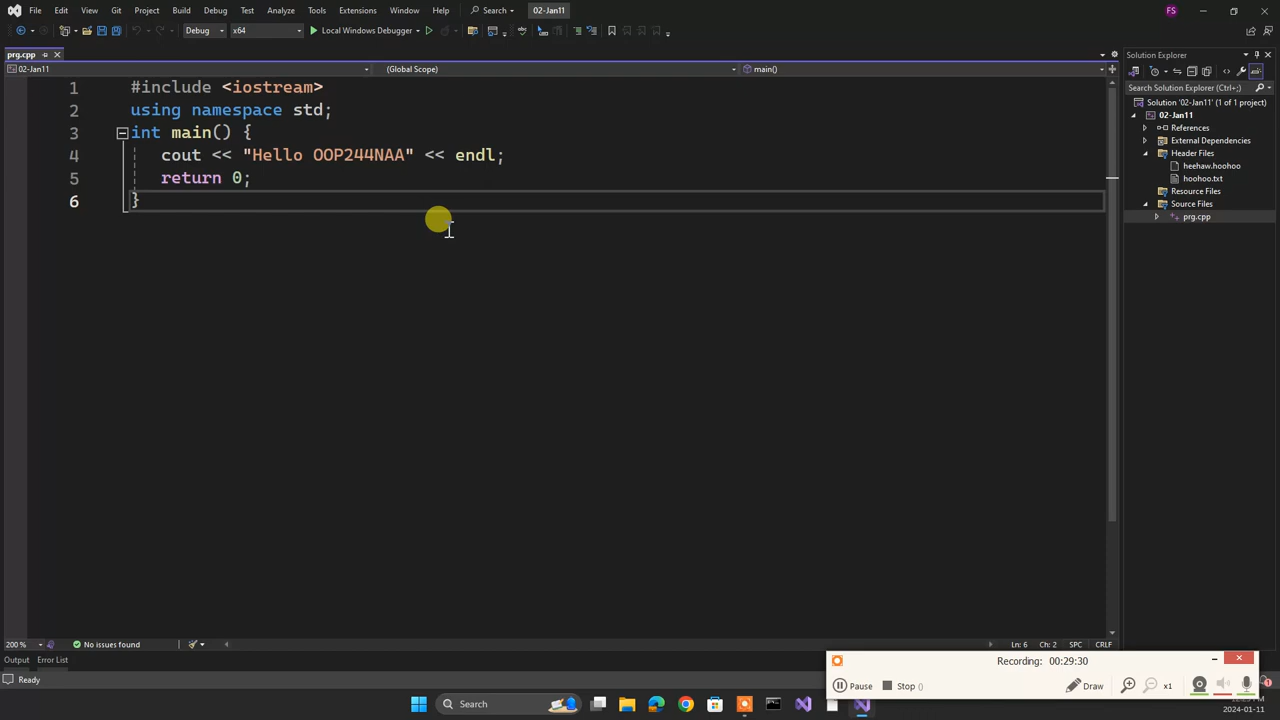 File Edit View Git Project Build Debug Test Analyze Tools Extensions Window Help Search 02-Jan11 FS
Debug x64 Local Windows Debugger
prg.cpp
02-Jan11 (Global Scope) main()
1 #include <iostream>
2 using namespace std;
3 int main() {
4 cout << "Hello OOP244NAA" << endl;
5 return 0;
6 }
Solution Explorer
Search Solution Explorer (Ctrl+;)
Solution '02-Jan11' (1 of 1 project)
02-Jan11
References
External Dependencies
Header Files
heehaw.hoohoo
hoohoo.txt
Resource Files
Source Files
prg.cpp
200 % No issues found Ln: 6 Ch: 2 SPC CRLF
Output Error List
Ready
Recording: 00:29:30
Pause Stop () Draw x1
Search
2024-01-11